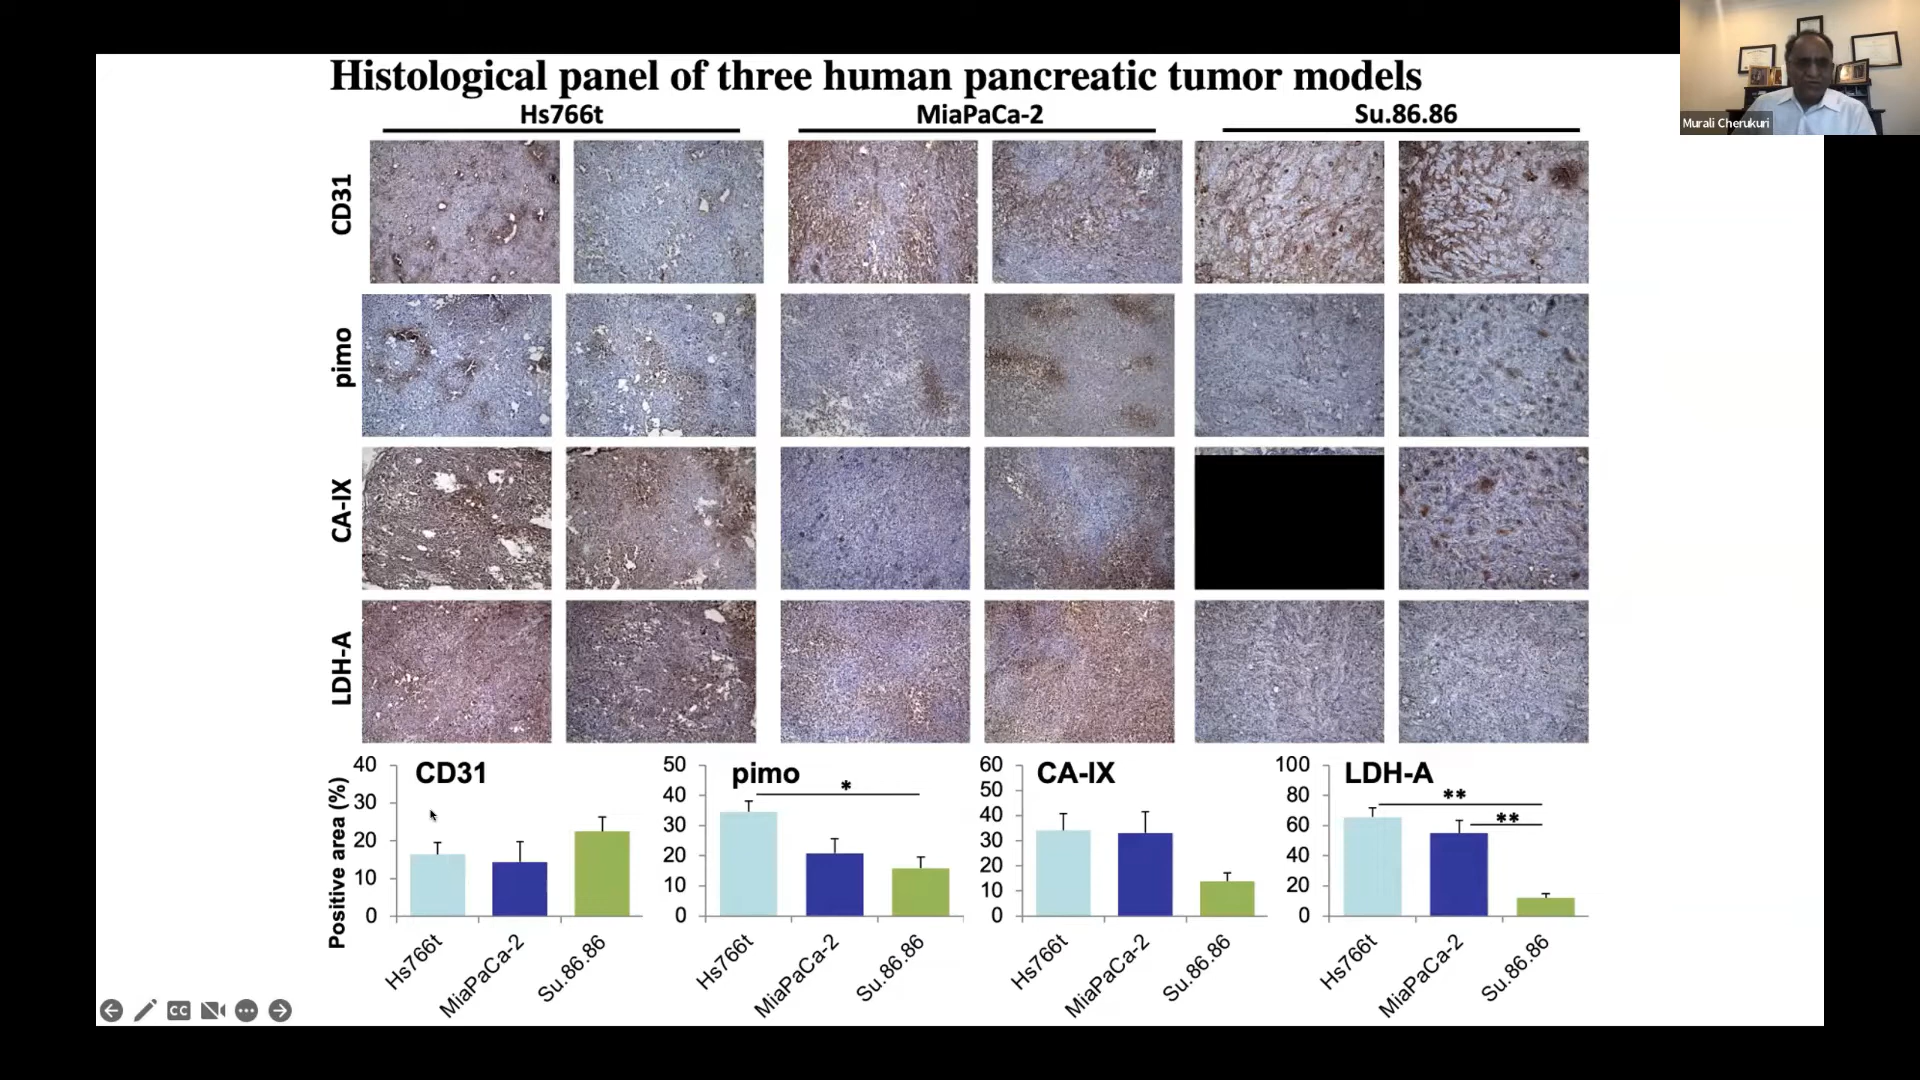 Histological panel of three human pancreatic tumor models
Murali Cherukuri
Hs766t
MiaPaCa-2
Su.86.86
CD31
pimo
CA-IX
LDH-A
Positive area (%)
40
30
20
10
0
CD31
Hs766t
MiaPaCa-2
Su.86.86
50
40
30
20
10
0
pimo
*
Hs766t
MiaPaCa-2
Su.86.86
60
50
40
30
20
10
0
CA-IX
Hs766t
MiaPaCa-2
Su.86.86
100
80
60
40
20
0
LDH-A
**
**
Hs766t
MiaPaCa-2
Su.86.86
CC